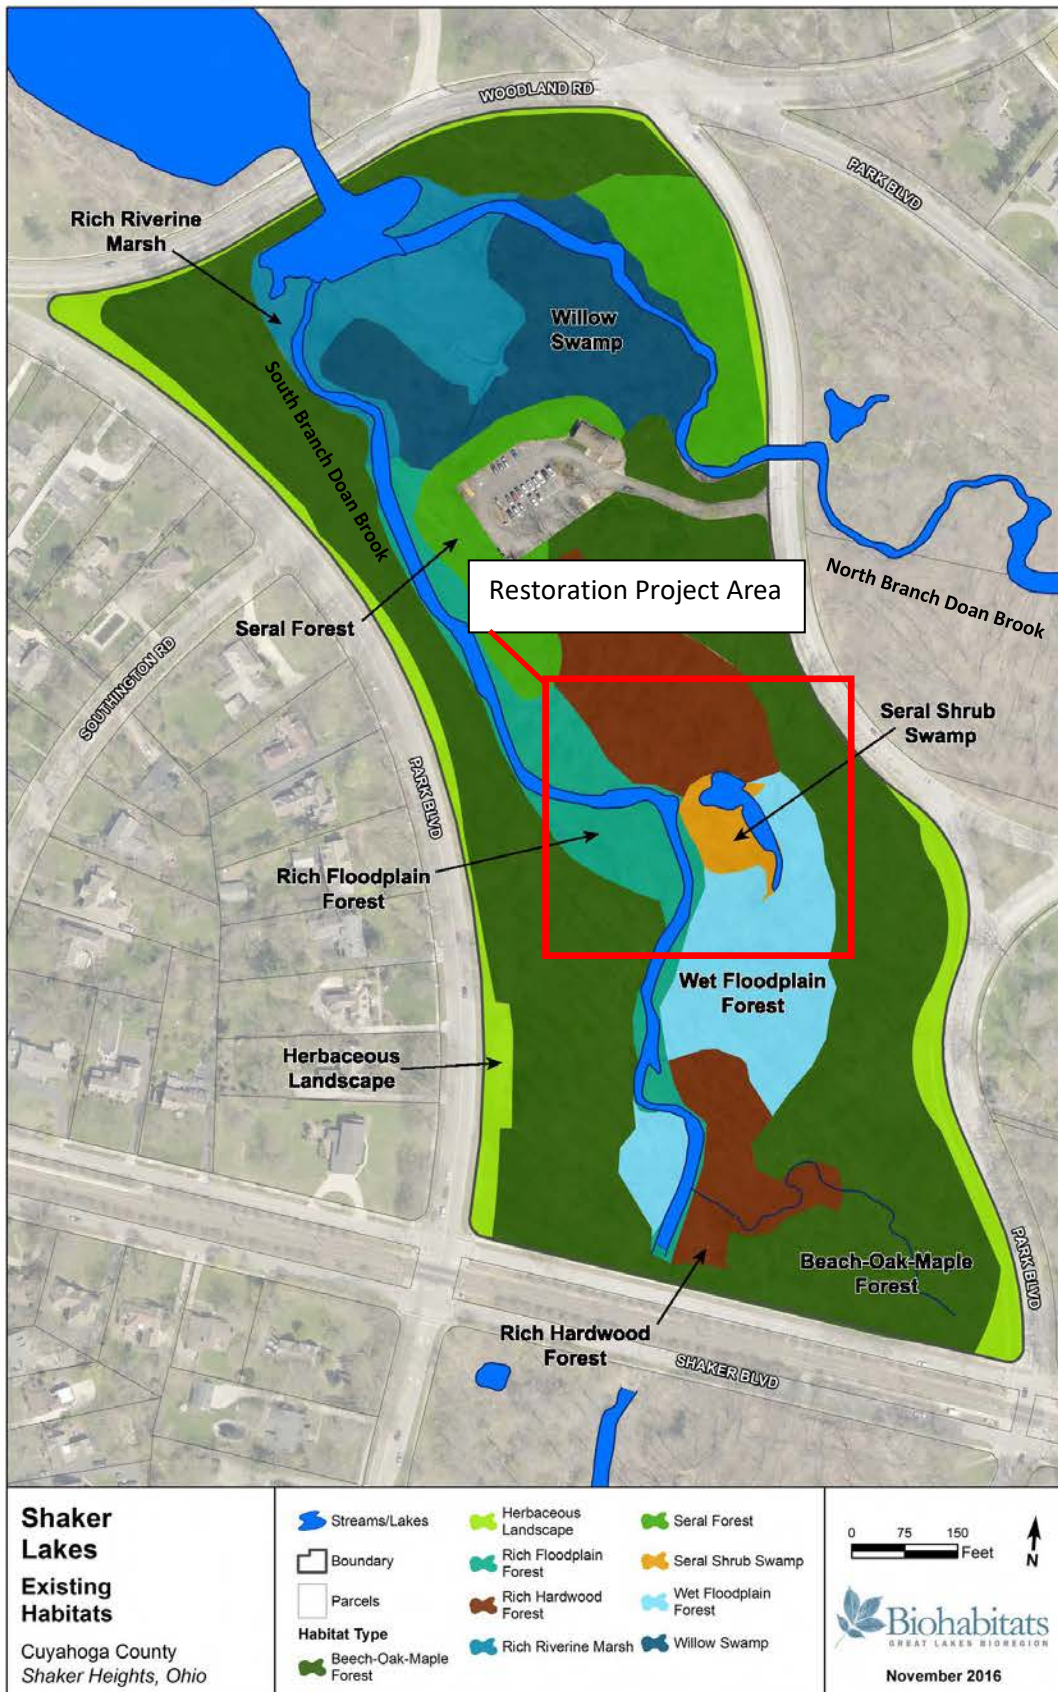 WOODLAND RD
PARK BLVD
Rich Riverine
Marsh
Willow
Swamp
South Branch Doan Brook
Restoration Project Area
North Branch Doan Brook
Seral Forest
SOUTHINGTON RD
Seral Shrub
Swamp
PARK BLVD
Rich Floodplain
Forest
Wet Floodplain
Forest
Herbaceous
Landscape
Beach-Oak-Maple
Forest
PARK BLVD
Rich Hardwood
Forest
SHAKER BLVD
Shaker
Lakes
Existing
Habitats
Cuyahoga County
Shaker Heights, Ohio
Streams/Lakes
Boundary
Parcels
Habitat Type
Beech-Oak-Maple
Forest
Herbaceous
Landscape
Rich Floodplain
Forest
Rich Hardwood
Forest
Rich Riverine Marsh
Seral Forest
Seral Shrub Swamp
Wet Floodplain
Forest
Willow Swamp
0 75 150
Feet
N
Biohabitats
GREAT LAKES BIOREGION
November 2016